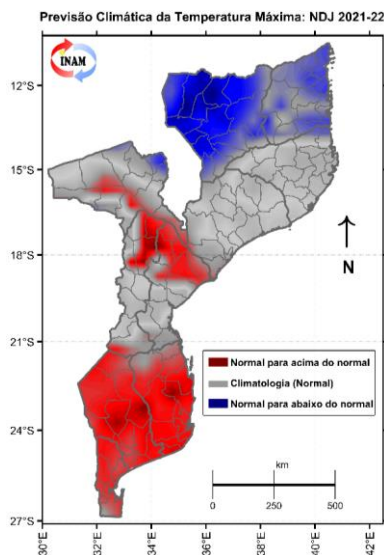 Previsão Climática da Temperatura Máxima: NDJ 2021-22
INAM
12°S
15°S
18°S
21°S
24°S
27°S
N
Normal para acima do normal
Climatologia (Normal)
Normal para abaixo do normal
km
0 250 500
30°E 32°E 34°E 36°E 38°E 40°E 42°E